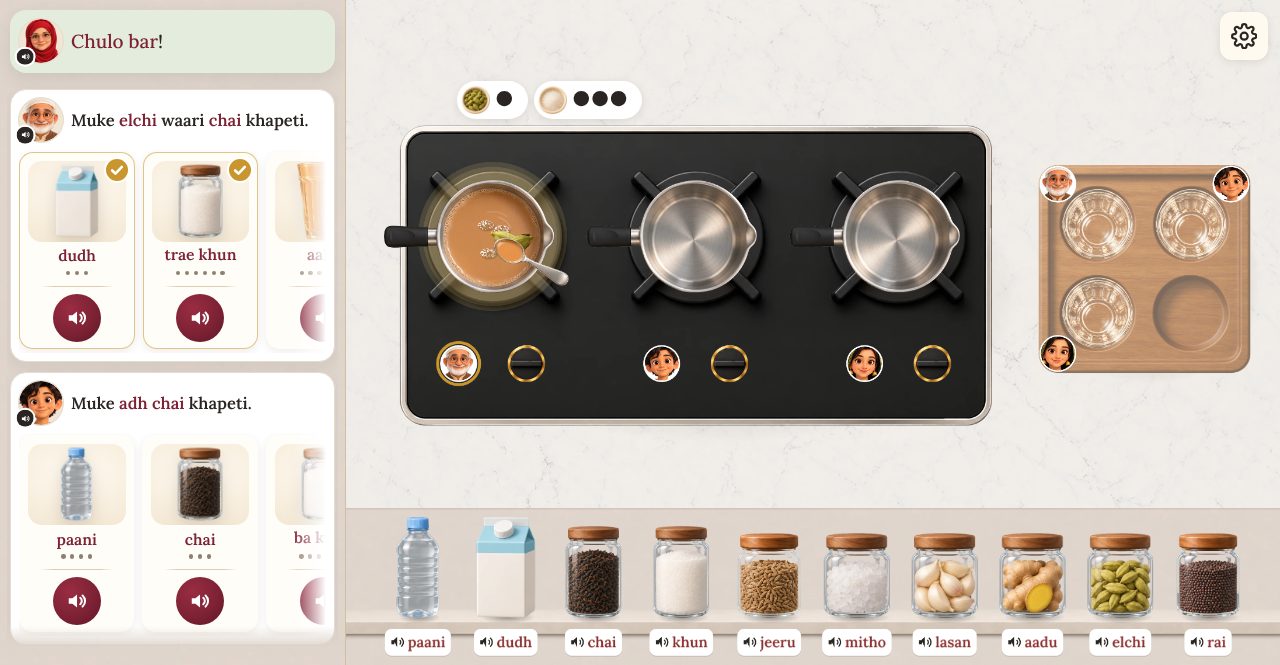 Chulo bar!
Muke elchi waari chai khapeti.
dudh
trae khun
Muke adh chai khapeti.
paani
chai
paani
dudh
chai
khun
jeeru
mitho
lasan
aadu
elchi
rai